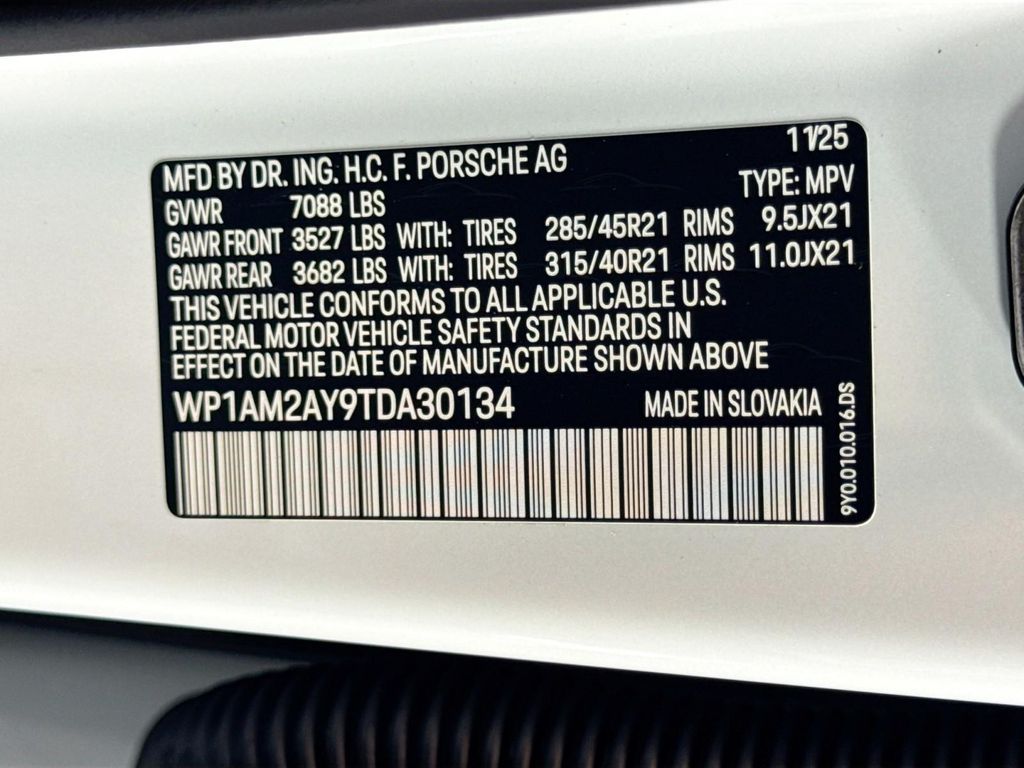 MFD BY DR. ING. H.C. F. PORSCHE AG 11/25
GVWR 7088 LBS TYPE: MPV
GAWR FRONT 3527 LBS WITH: TIRES 285/45R21 RIMS 9.5JX21
GAWR REAR 3682 LBS WITH: TIRES 315/40R21 RIMS 11.0JX21
THIS VEHICLE CONFORMS TO ALL APPLICABLE U.S.
FEDERAL MOTOR VEHICLE SAFETY STANDARDS IN
EFFECT ON THE DATE OF MANUFACTURE SHOWN ABOVE
WP1AM2AY9TDA30134 MADE IN SLOVAKIA
9Y0.010.016.DS